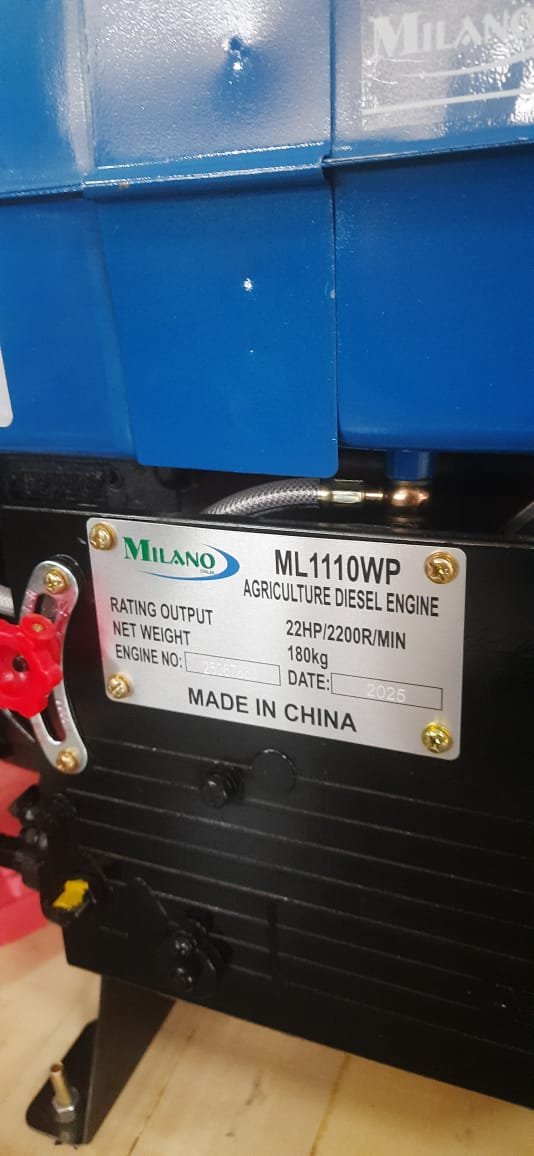 MILANO
MILANO
ML1110WP
AGRICULTURE DIESEL ENGINE
RATING OUTPUT 22HP/2200R/MIN
NET WEIGHT 180kg
ENGINE NO: DATE: 2025
MADE IN CHINA